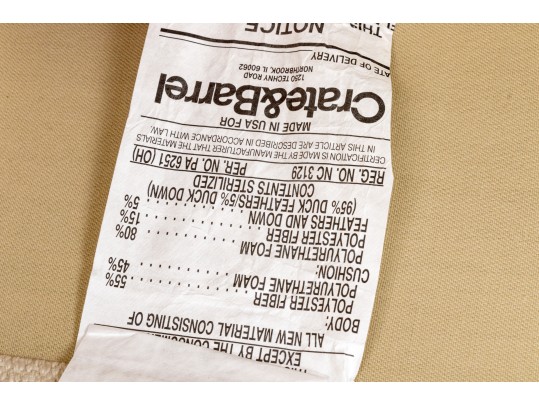 EXCEPT BY THE CONSUMER
ALL NEW MATERIAL CONSISTING OF
BODY:
POLYESTER FIBER . . . . . . . . . . . 55%
POLYURETHANE FOAM . . . . . . 45%
CUSHION:
POLYURETHANE FOAM . . . . . . 80%
POLYESTER FIBER . . . . . . . . . . . 15%
FEATHERS AND DOWN . . . . . . . 5%
(95% DUCK FEATHERS/5% DUCK DOWN)
CONTENTS STERILIZED
REG. NO. NC 3129 PER. NO. PA 6251 (OH)
CERTIFICATION IS MADE BY THE MANUFACTURER THAT THE MATERIALS
IN THIS ARTICLE ARE DESCRIBED IN ACCORDANCE WITH LAW.
MADE IN USA FOR
Crate&Barrel
1250 TECHNY ROAD
NORTHBROOK, IL 60062
ATE OF DELIVERY
NOTICE
THIS